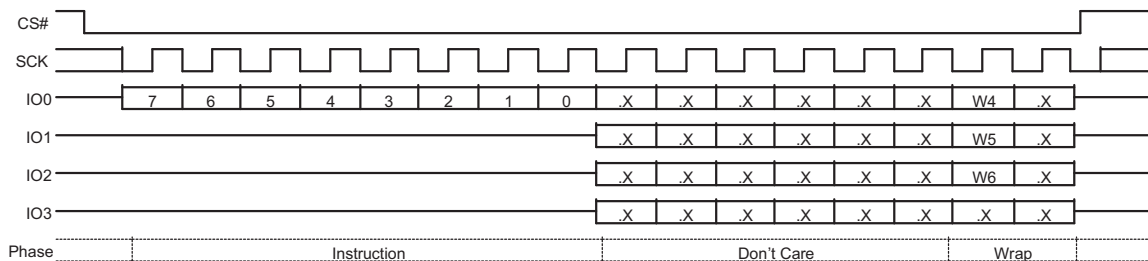 CS#
SCK
IO0 7 6 5 4 3 2 1 0 .X .X .X .X .X .X W4 .X
IO1 .X .X .X .X .X .X W5 .X
IO2 .X .X .X .X .X .X W6 .X
IO3 .X .X .X .X .X .X .X .X
Phase Instruction Don't Care Wrap